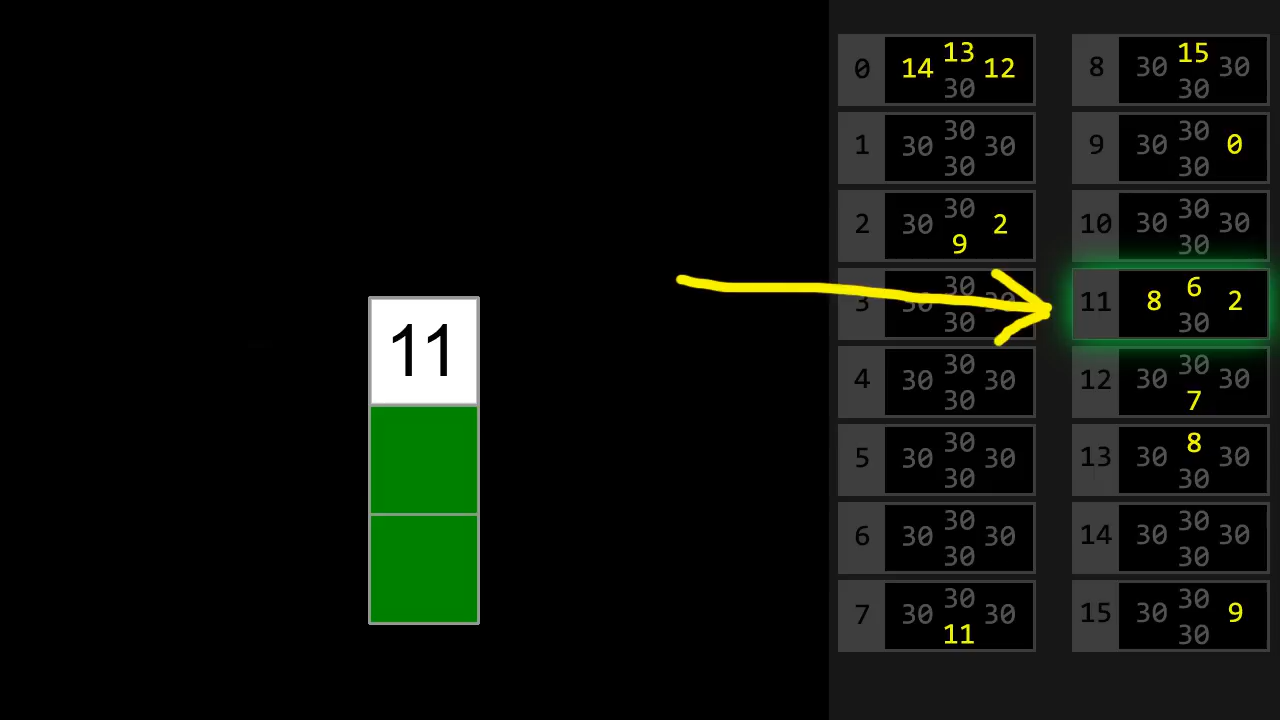 11
0 14 13 12 30
1 30 30 30 30
2 30 30 2 9
3 30 30 30 30
4 30 30 30 30
5 30 30 30 30
6 30 30 30 30
7 30 30 30 11
8 30 15 30 30
9 30 30 0 30
10 30 30 30 30
11 8 6 2 30
12 30 30 30 7
13 30 8 30 30
14 30 30 30 30
15 30 30 9 30